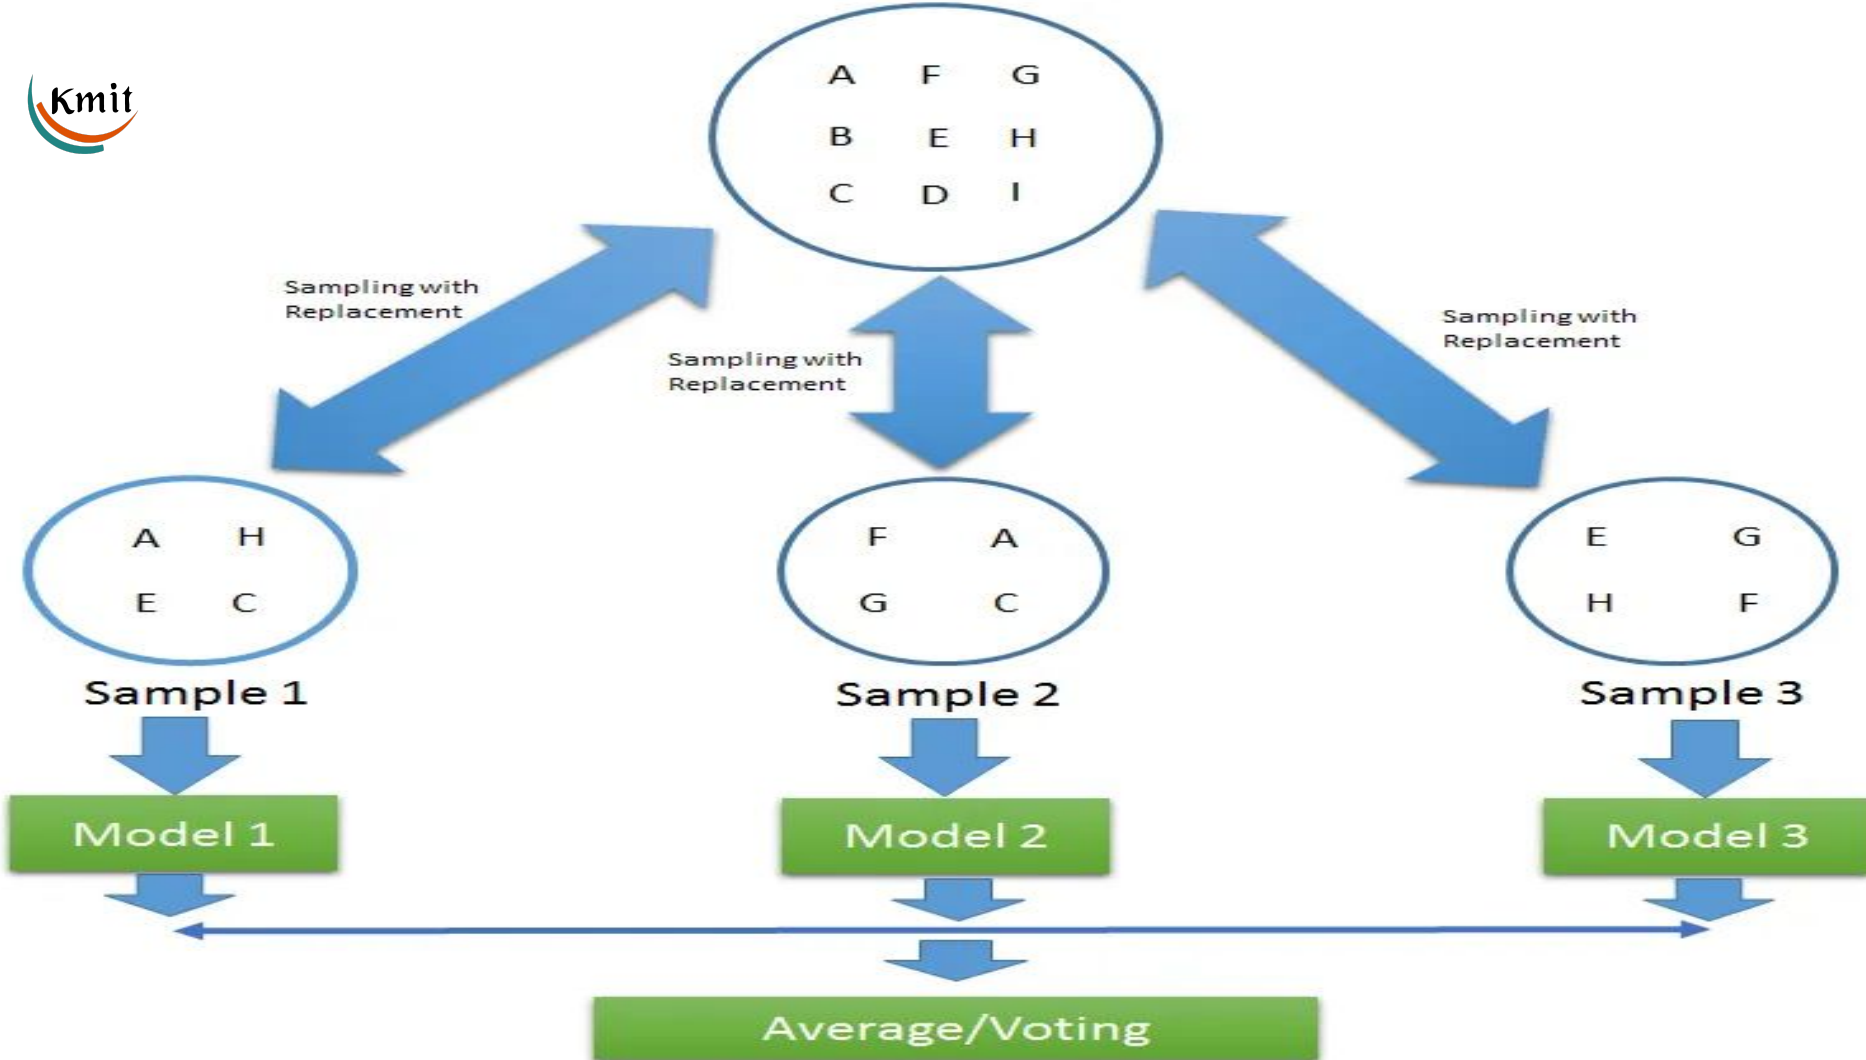 Kmit
A F G
B E H
C D I
Sampling with
Replacement
Sampling with
Replacement
Sampling with
Replacement
A H
E C
F A
G C
E G
H F
Sample 1
Sample 2
Sample 3
Model 1
Model 2
Model 3
Average/Voting